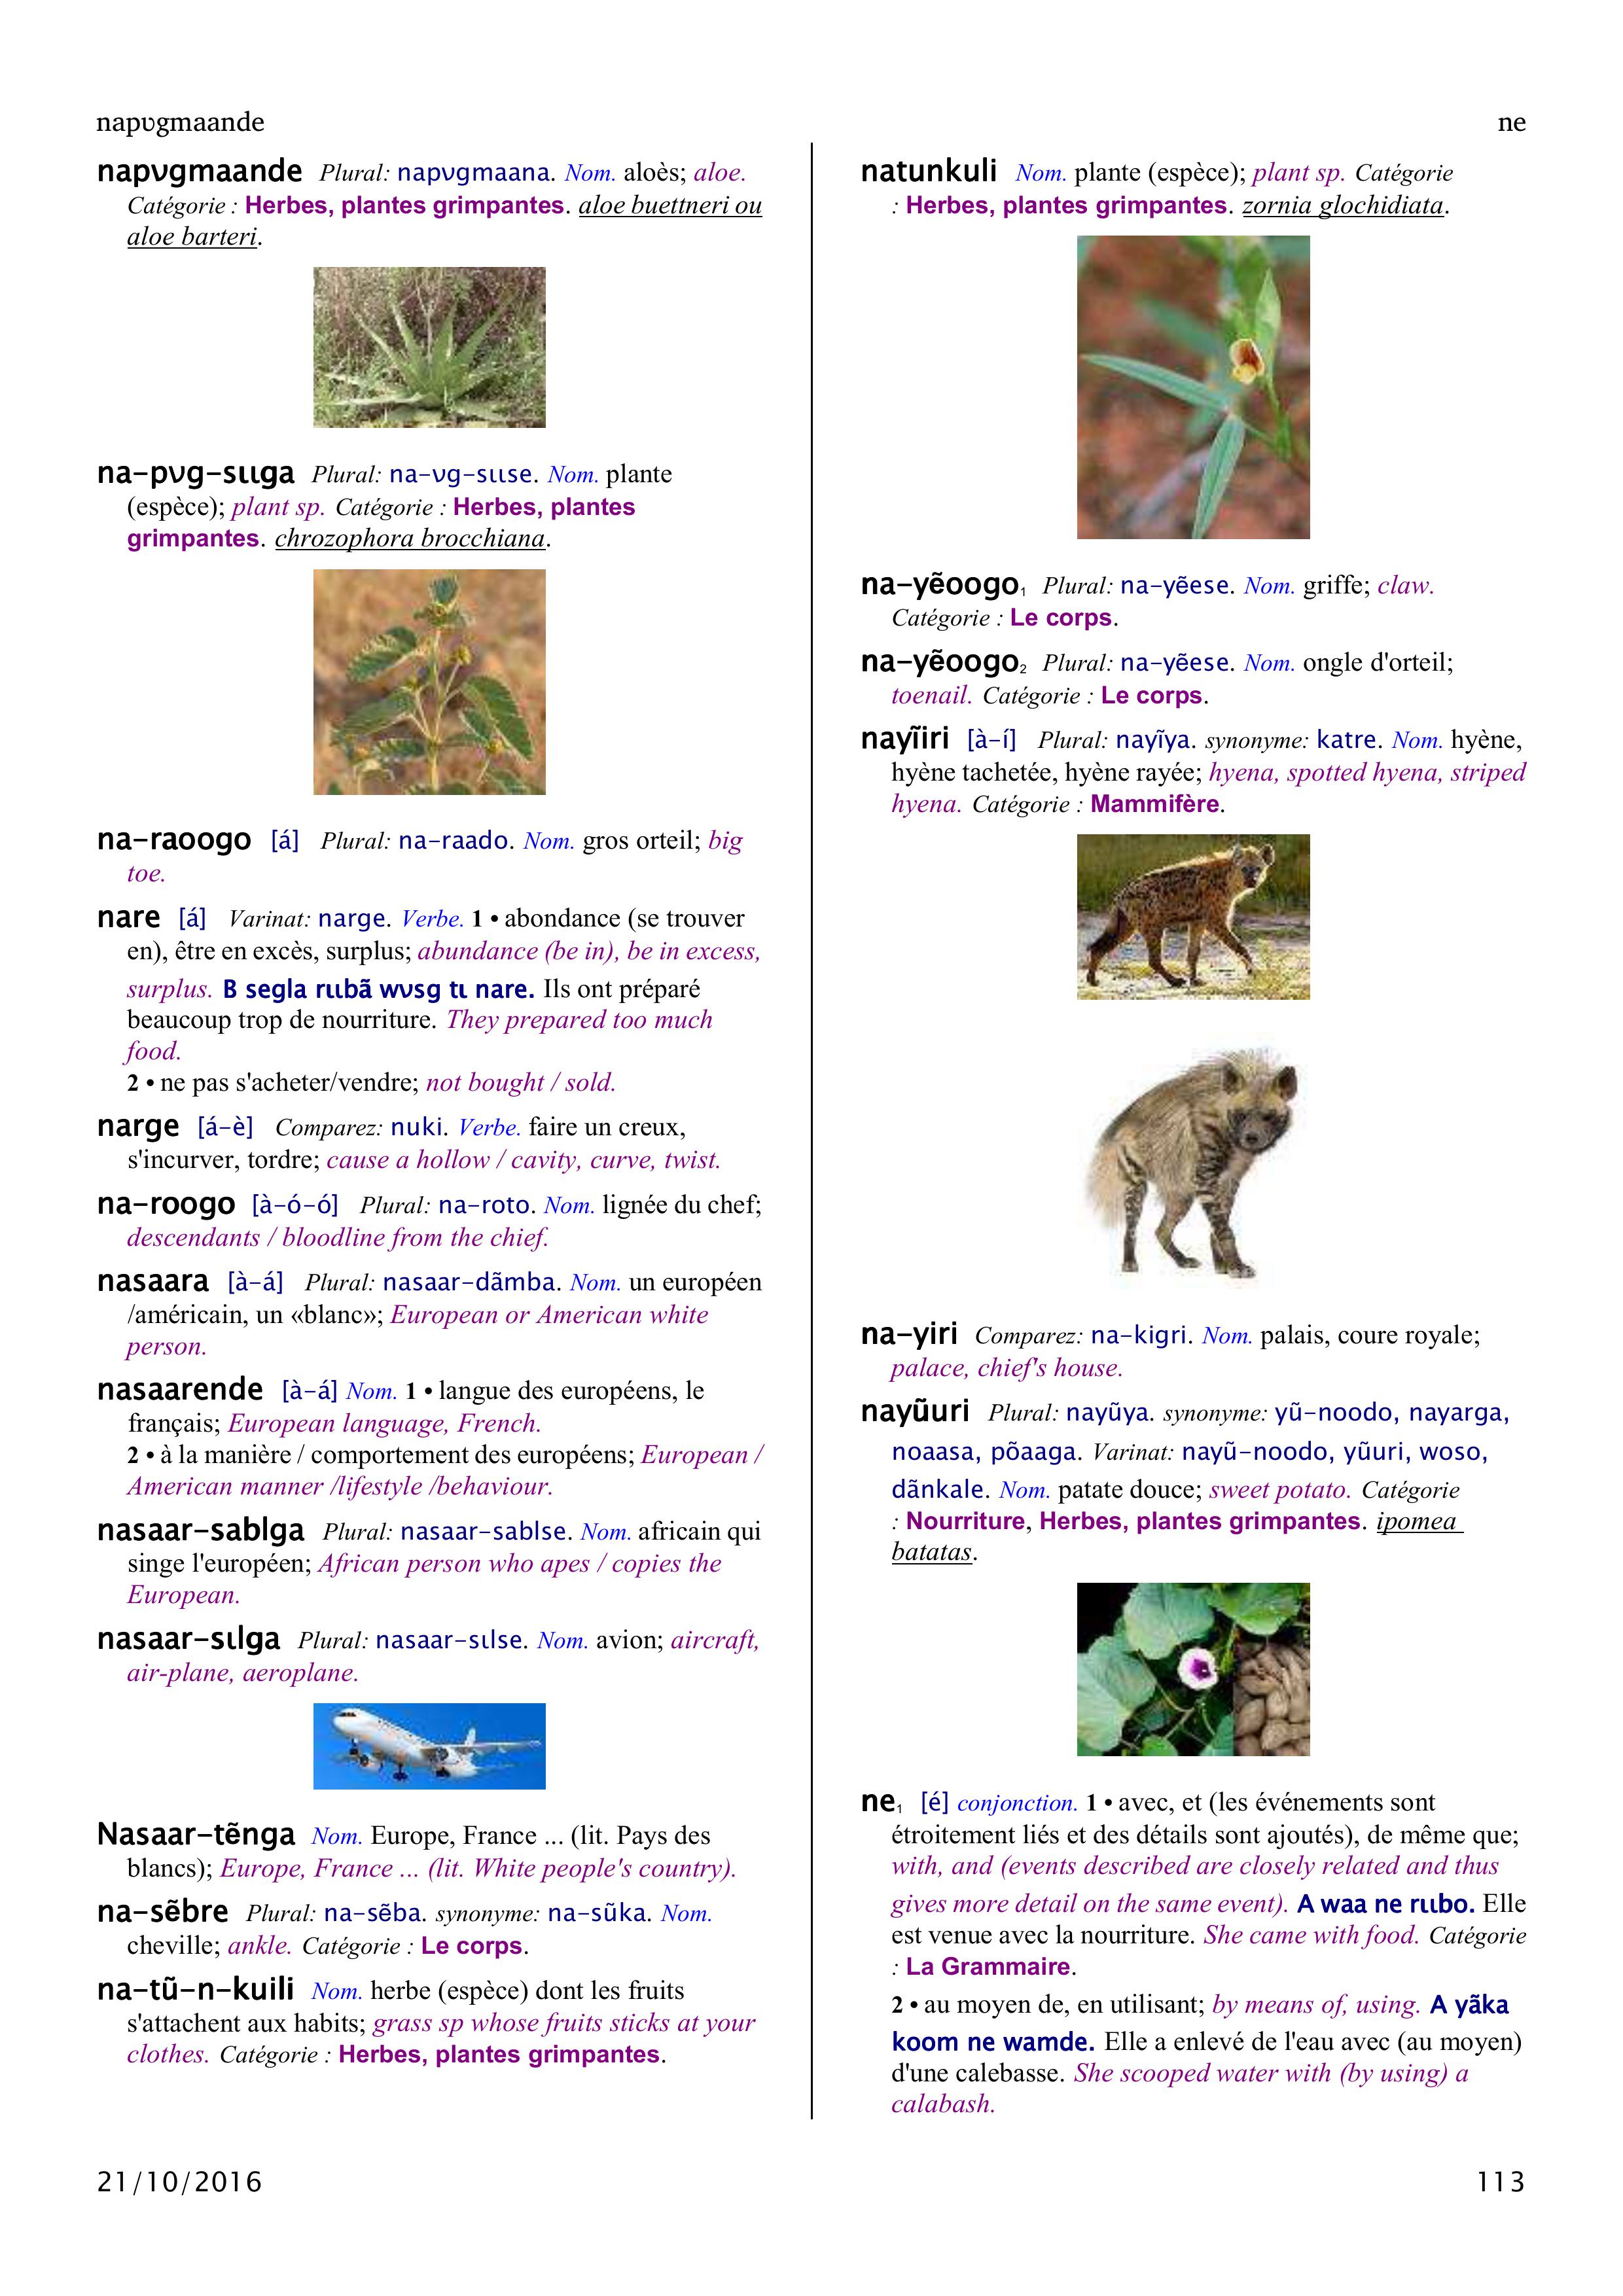 napʋgmaande
ne
napʋgmaande Plural: napʋgmaana. Nom. aloès; aloe.
Catégorie : Herbes, plantes grimpantes. aloe buettneri ou
aloe barteri.
na-pʋg-sɩɩga Plural: na-ʋg-sɩɩse. Nom. plante
(espèce); plant sp. Catégorie : Herbes, plantes
grimpantes. chrozophora brocchiana.
na-raoogo [á] Plural: na-raado. Nom. gros orteil; big
toe.
nare [á] Varinat: narge. Verbe. 1 • abondance (se trouver
en), être en excès, surplus; abundance (be in), be in excess,
surplus. B segla rɩɩbã wʋsg tɩ nare. Ils ont préparé
beaucoup trop de nourriture. They prepared too much
food.
2 • ne pas s'acheter/vendre; not bought / sold.
narge [á-è] Comparez: nuki. Verbe. faire un creux,
s'incurver, tordre; cause a hollow / cavity, curve, twist.
na-roogo [à-ó-ó] Plural: na-roto. Nom. lignée du chef;
descendants / bloodline from the chief.
nasaara [à-á] Plural: nasaar-dãmba. Nom. un européen
/américain, un «blanc»; European or American white
person.
nasaarende [à-á] Nom. 1 • langue des européens, le
français; European language, French.
2 • à la manière / comportement des européens; European /
American manner /lifestyle /behaviour.
nasaar-sablga Plural: nasaar-sablse. Nom. africain qui
singe l'européen; African person who apes / copies the
European.
nasaar-sɩlga Plural: nasaar-sɩlse. Nom. avion; aircraft,
air-plane, aeroplane.
Nasaar-tẽnga Nom. Europe, France ... (lit. Pays des
blancs); Europe, France ... (lit. White people's country).
na-sẽbre Plural: na-sẽba. synonyme: na-sũka. Nom.
cheville; ankle. Catégorie : Le corps.
na-tũ-n-kuili Nom. herbe (espèce) dont les fruits
s'attachent aux habits; grass sp whose fruits sticks at your
clothes. Catégorie : Herbes, plantes grimpantes.
natunkuli Nom. plante (espèce); plant sp. Catégorie
: Herbes, plantes grimpantes. zornia glochidiata.
na-yẽoogo₁ Plural: na-yẽese. Nom. griffe; claw.
Catégorie : Le corps.
na-yẽoogo₂ Plural: na-yẽese. Nom. ongle d'orteil;
toenail. Catégorie : Le corps.
nayĩiri [à-í] Plural: nayĩya. synonyme: katre. Nom. hyène,
hyène tachetée, hyène rayée; hyena, spotted hyena, striped
hyena. Catégorie : Mammifère.
na-yiri Comparez: na-kigri. Nom. palais, coure royale;
palace, chief's house.
nayũuri Plural: nayũya. synonyme: yũ-noodo, nayarga,
noaasa, põaaga. Varinat: nayũ-noodo, yũuri, woso,
dãnkale. Nom. patate douce; sweet potato. Catégorie
: Nourriture, Herbes, plantes grimpantes. ipomea
batatas.
ne₁ [é] conjonction. 1 • avec, et (les événements sont
étroitement liés et des détails sont ajoutés), de même que;
with, and (events described are closely related and thus
gives more detail on the same event). A waa ne rɩɩbo. Elle
est venue avec la nourriture. She came with food. Catégorie
: La Grammaire.
2 • au moyen de, en utilisant; by means of, using. A yãka
koom ne wamde. Elle a enlevé de l'eau avec (au moyen)
d'une calebasse. She scooped water with (by using) a
calabash.
21/10/2016
113